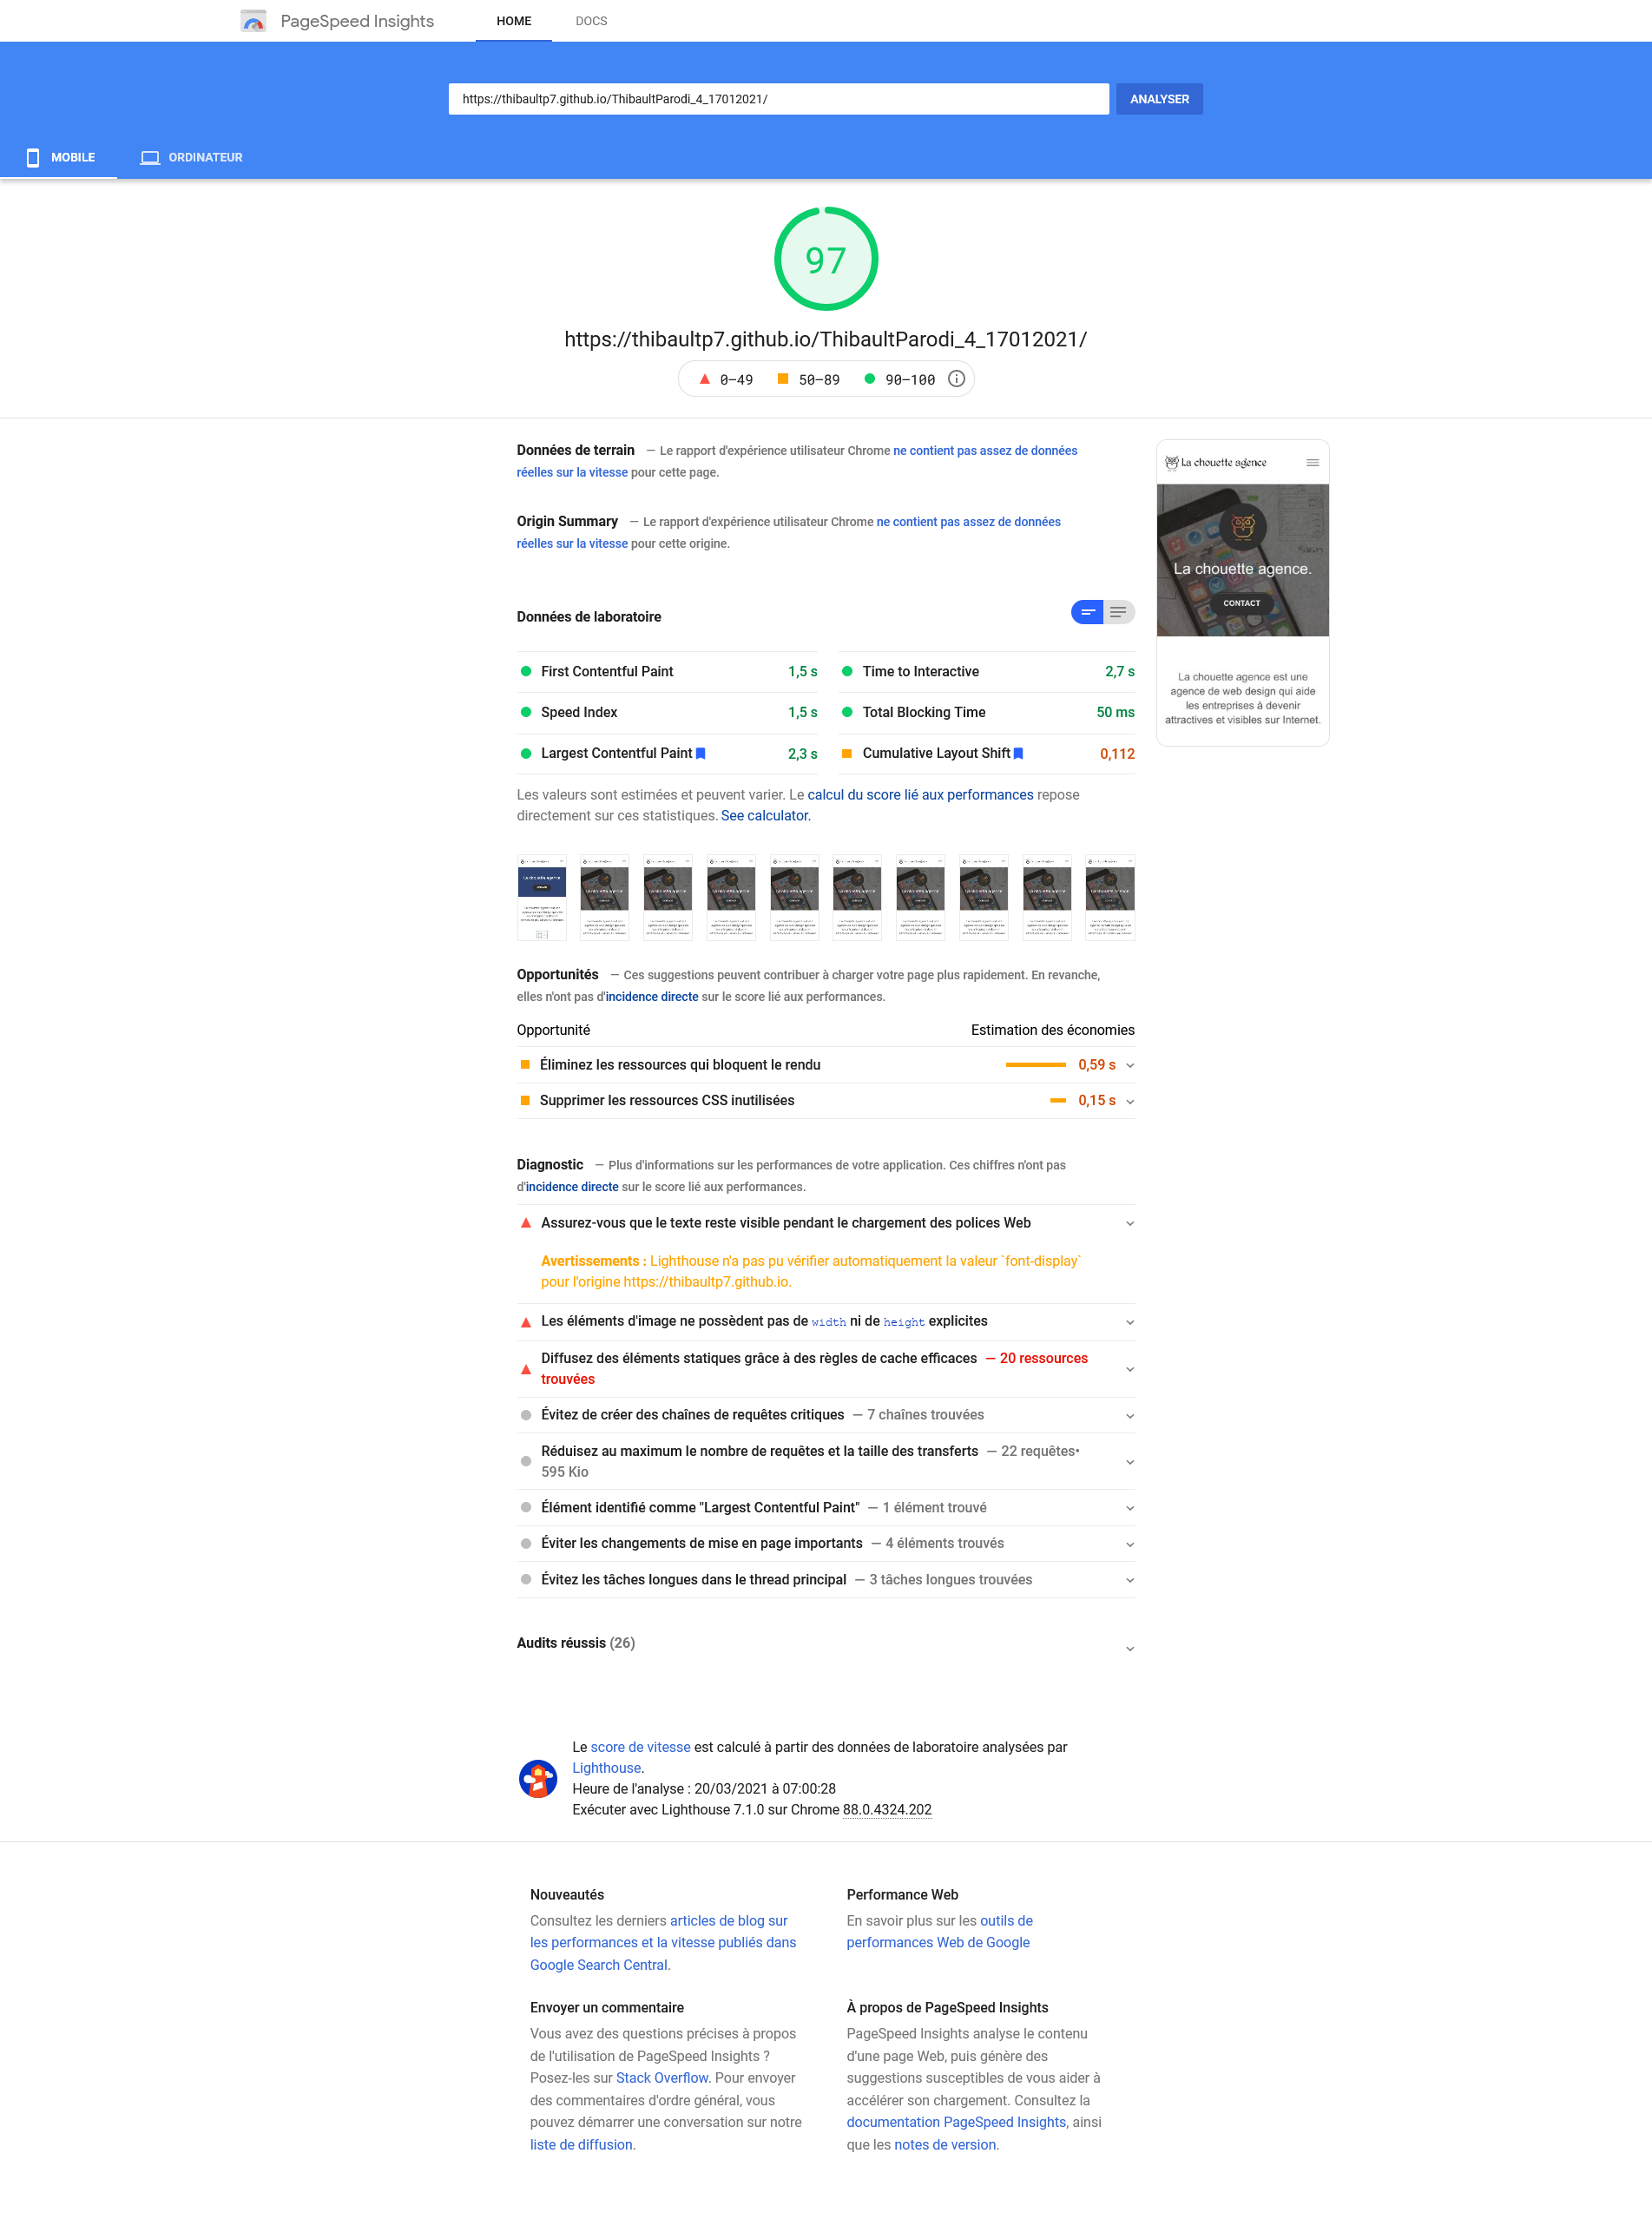 PageSpeed Insights
HOME
DOCS
https://thibaultp7.github.io/ThibaultParodi_4_17012021/
ANALYSER
MOBILE
ORDINATEUR
97
https://thibaultp7.github.io/ThibaultParodi_4_17012021/
0–49
50–89
90–100
Données de terrain — Le rapport d'expérience utilisateur Chrome ne contient pas assez de données
réelles sur la vitesse pour cette page.
Origin Summary — Le rapport d'expérience utilisateur Chrome ne contient pas assez de données
réelles sur la vitesse pour cette origine.
La chouette agence
La chouette agence.
CONTACT
La chouette agence est une
agence de web design qui aide
les entreprises à devenir
attractives et visibles sur Internet.
Données de laboratoire
First Contentful Paint 1,5 s
Time to Interactive 2,7 s
Speed Index 1,5 s
Total Blocking Time 50 ms
Largest Contentful Paint 2,3 s
Cumulative Layout Shift 0,112
Les valeurs sont estimées et peuvent varier. Le calcul du score lié aux performances repose
directement sur ces statistiques. See calculator.
Opportunités — Ces suggestions peuvent contribuer à charger votre page plus rapidement. En revanche,
elles n'ont pas d'incidence directe sur le score lié aux performances.
Opportunité Estimation des économies
Éliminez les ressources qui bloquent le rendu 0,59 s
Supprimer les ressources CSS inutilisées 0,15 s
Diagnostic — Plus d'informations sur les performances de votre application. Ces chiffres n'ont pas
d'incidence directe sur le score lié aux performances.
Assurez-vous que le texte reste visible pendant le chargement des polices Web
Avertissements : Lighthouse n'a pas pu vérifier automatiquement la valeur `font-display`
pour l'origine https://thibaultp7.github.io.
Les éléments d'image ne possèdent pas de width ni de height explicites
Diffusez des éléments statiques grâce à des règles de cache efficaces — 20 ressources
trouvées
Évitez de créer des chaînes de requêtes critiques — 7 chaînes trouvées
Réduisez au maximum le nombre de requêtes et la taille des transferts — 22 requêtes•
595 Kio
Élément identifié comme "Largest Contentful Paint" — 1 élément trouvé
Éviter les changements de mise en page importants — 4 éléments trouvés
Évitez les tâches longues dans le thread principal — 3 tâches longues trouvées
Audits réussis (26)
Le score de vitesse est calculé à partir des données de laboratoire analysées par
Lighthouse.
Heure de l'analyse : 20/03/2021 à 07:00:28
Exécuter avec Lighthouse 7.1.0 sur Chrome 88.0.4324.202
Nouveautés
Consultez les derniers articles de blog sur
les performances et la vitesse publiés dans
Google Search Central.
Performance Web
En savoir plus sur les outils de
performances Web de Google
Envoyer un commentaire
Vous avez des questions précises à propos
de l'utilisation de PageSpeed Insights ?
Posez-les sur Stack Overflow. Pour envoyer
des commentaires d'ordre général, vous
pouvez démarrer une conversation sur notre
liste de diffusion.
À propos de PageSpeed Insights
PageSpeed Insights analyse le contenu
d'une page Web, puis génère des
suggestions susceptibles de vous aider à
accélérer son chargement. Consultez la
documentation PageSpeed Insights, ainsi
que les notes de version.